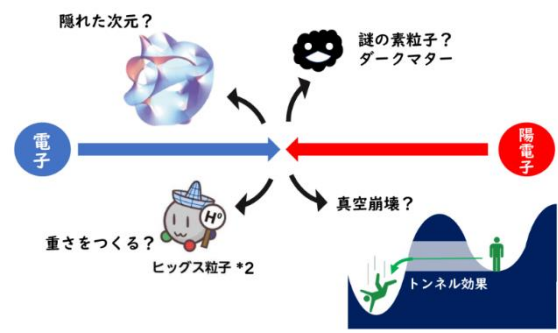 隠れた次元？
謎の素粒子？
ダークマター
電子
陽電子
H⁰
重さをつくる？
ヒッグス粒子 *2
真空崩壊？
トンネル効果